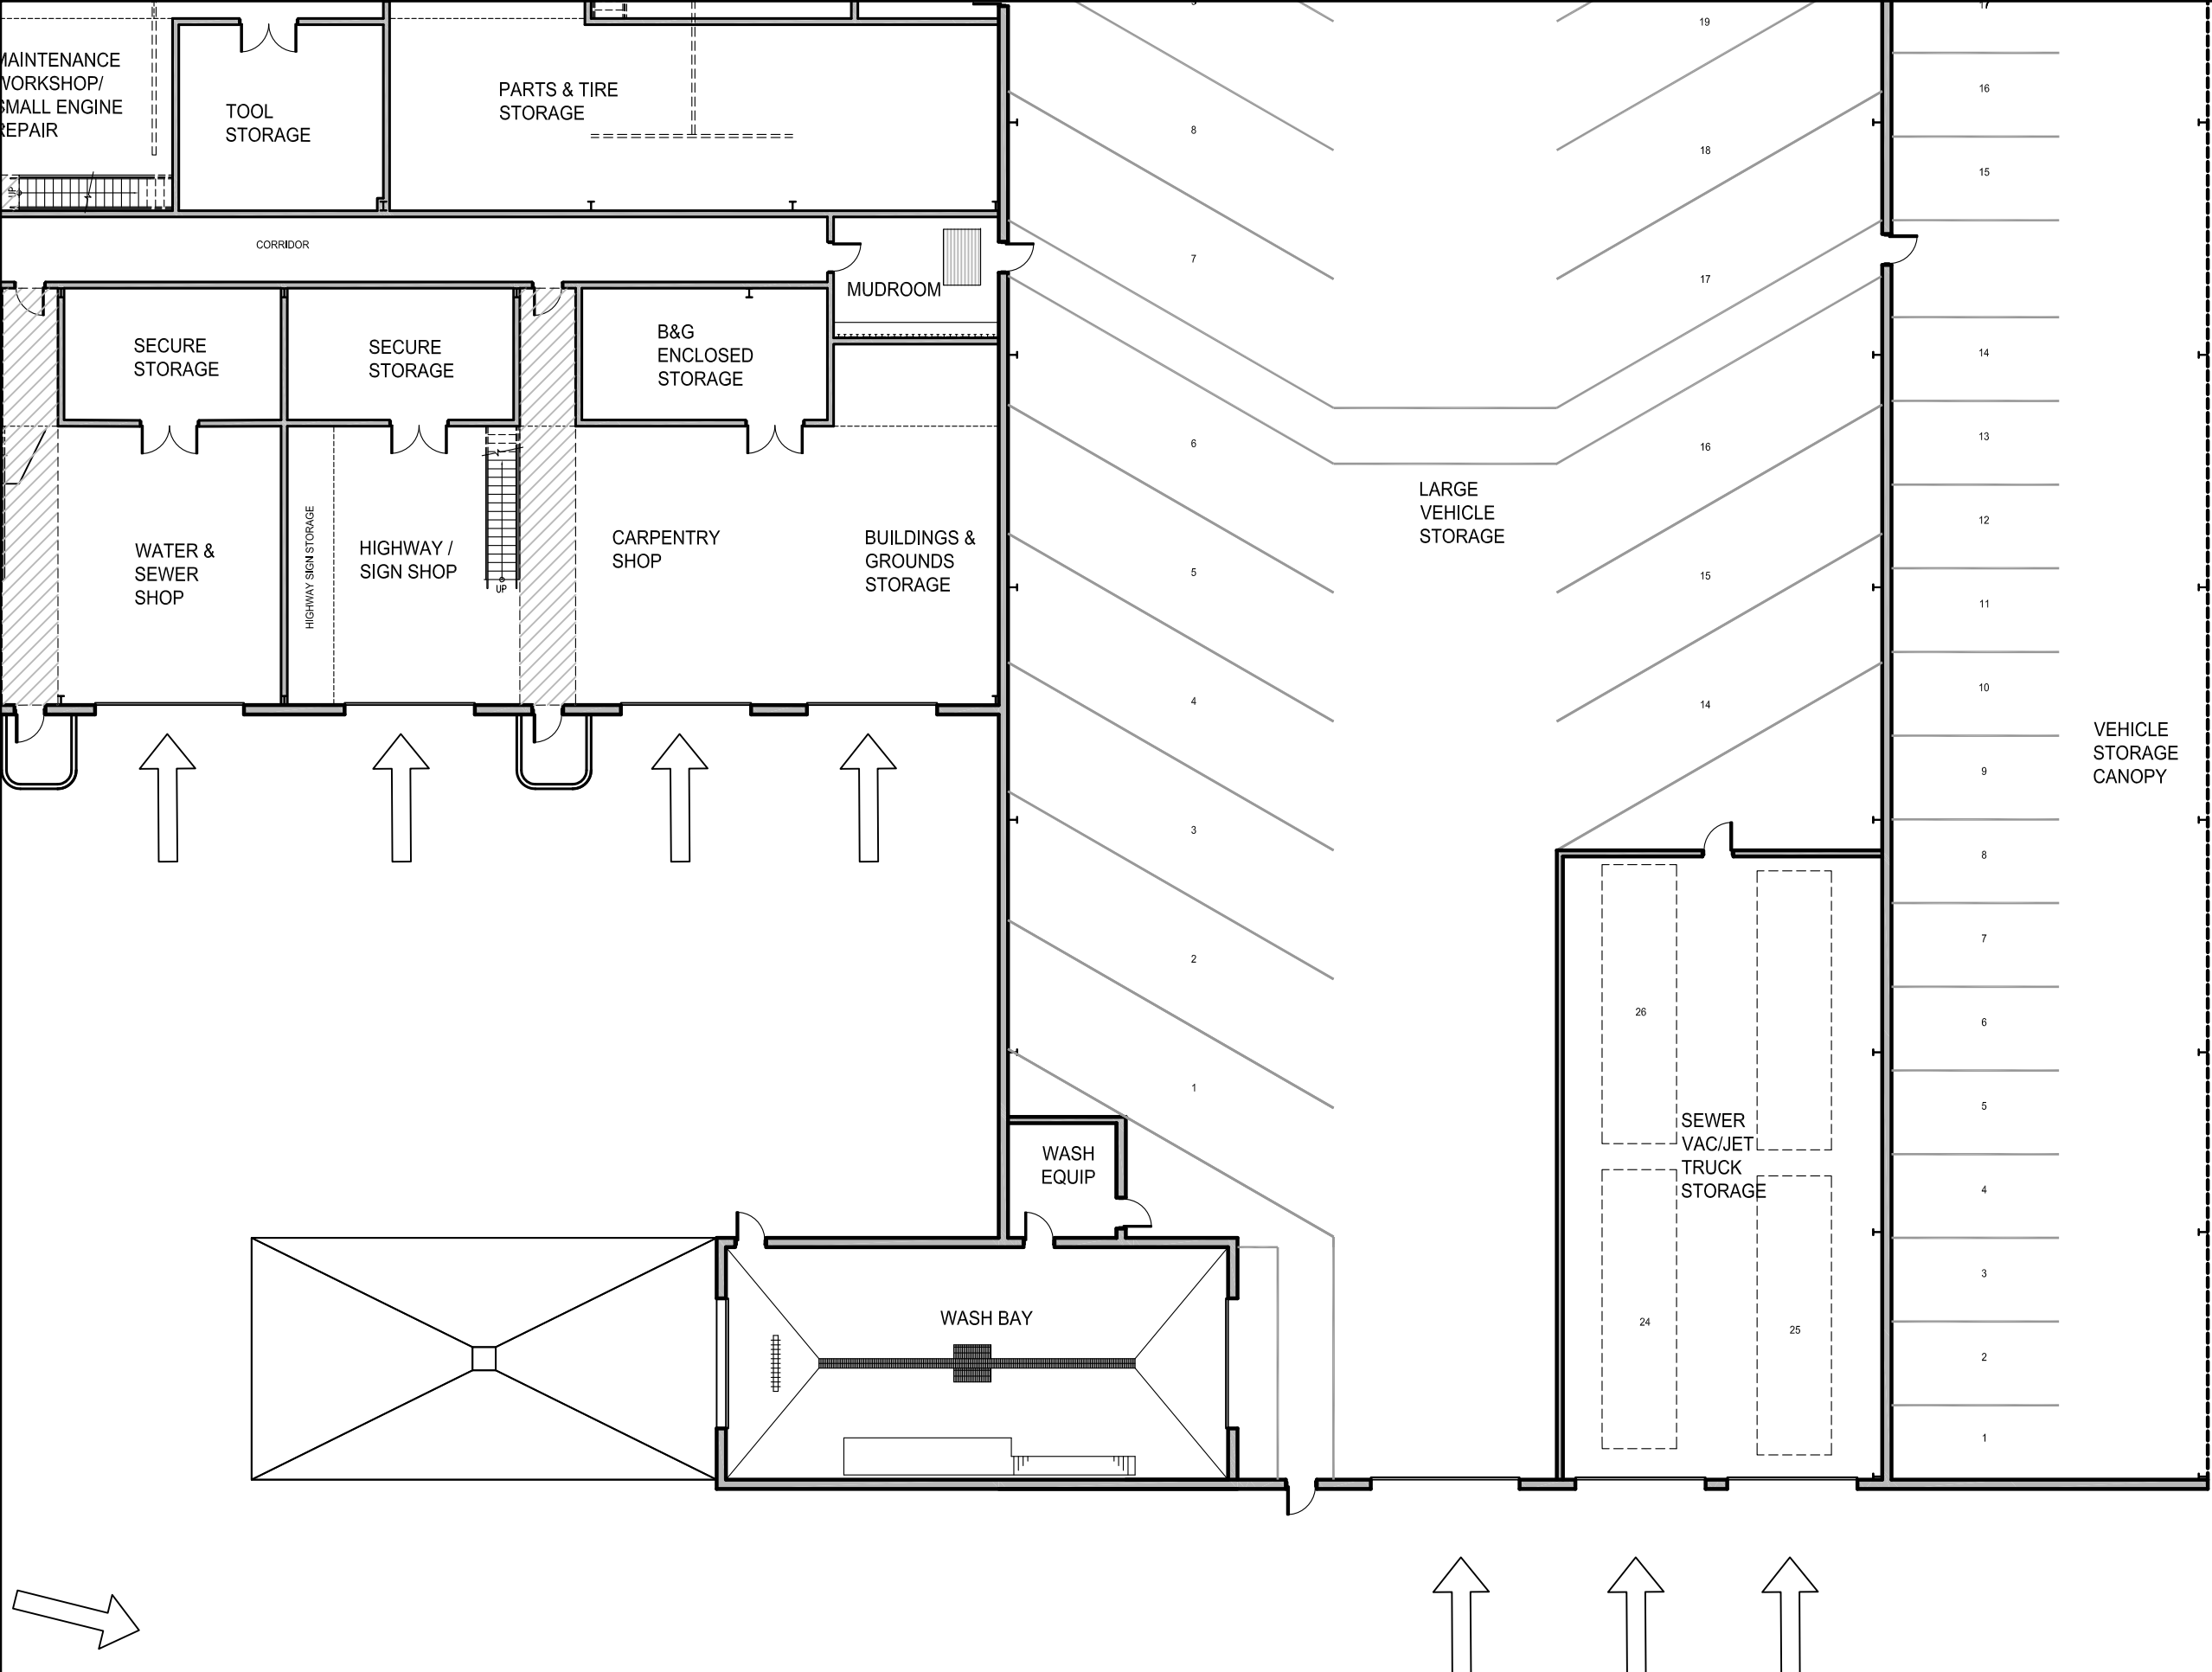 MAINTENANCE
WORKSHOP/
SMALL ENGINE
REPAIR
UP
TOOL
STORAGE
PARTS & TIRE
STORAGE
CORRIDOR
MUDROOM
SECURE
STORAGE
SECURE
STORAGE
B&G
ENCLOSED
STORAGE
WATER &
SEWER
SHOP
HIGHWAY SIGN STORAGE
HIGHWAY /
SIGN SHOP
UP
CARPENTRY
SHOP
BUILDINGS &
GROUNDS
STORAGE
8
7
6
5
4
3
2
1
LARGE
VEHICLE
STORAGE
19
18
17
16
15
14
WASH
EQUIP
WASH BAY
26
SEWER
VAC/JET
TRUCK
STORAGE
24
25
17
16
15
14
13
12
11
10
9
8
7
6
5
4
3
2
1
VEHICLE
STORAGE
CANOPY